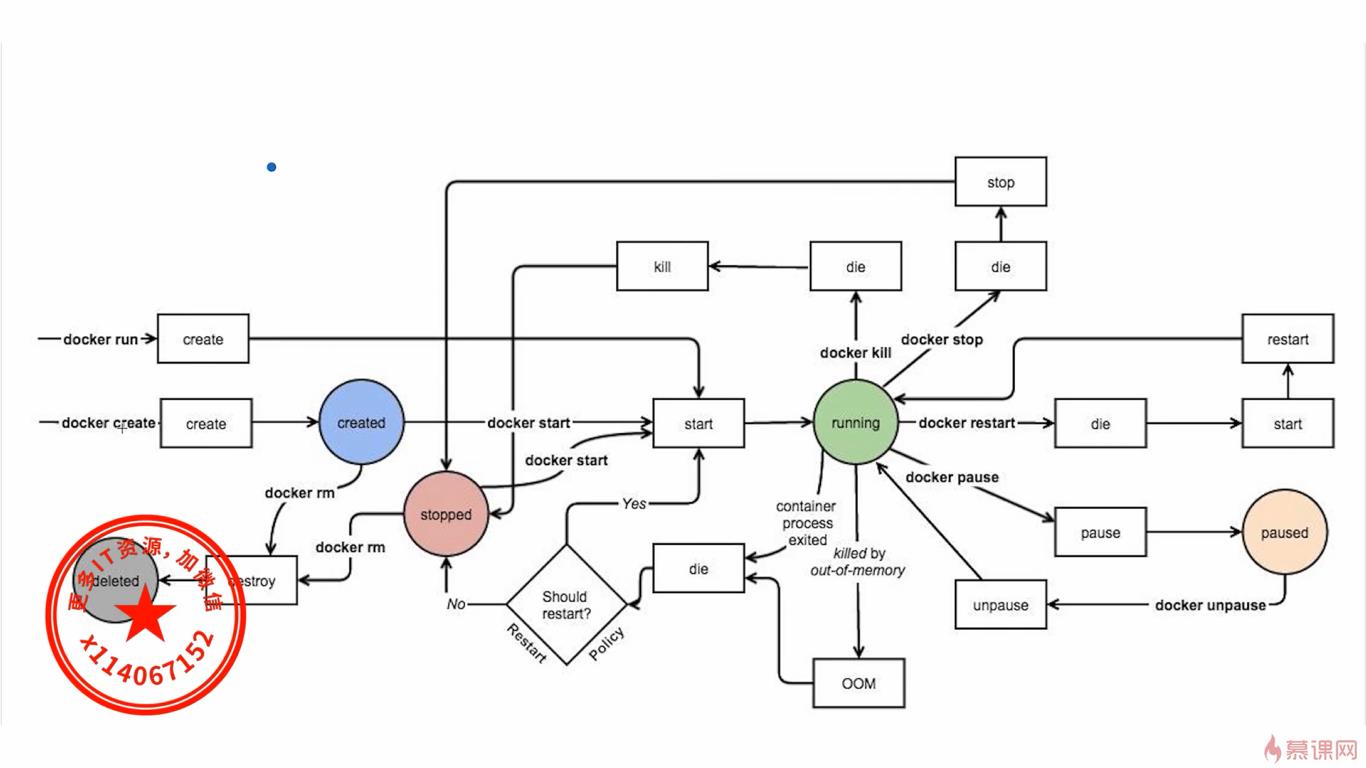 stop
kill
die
die
docker run
create
docker kill
docker stop
restart
docker create
create
created
docker start
start
running
docker restart
die
start
docker start
docker pause
docker rm
stopped
Yes
container
process
exited
pause
paused
docker rm
killed by
out-of-memory
die
deleted
destroy
No
Should
restart?
Restart
Policy
unpause
docker unpause
OOM
更多IT资源,加微信
x114067152
慕课网